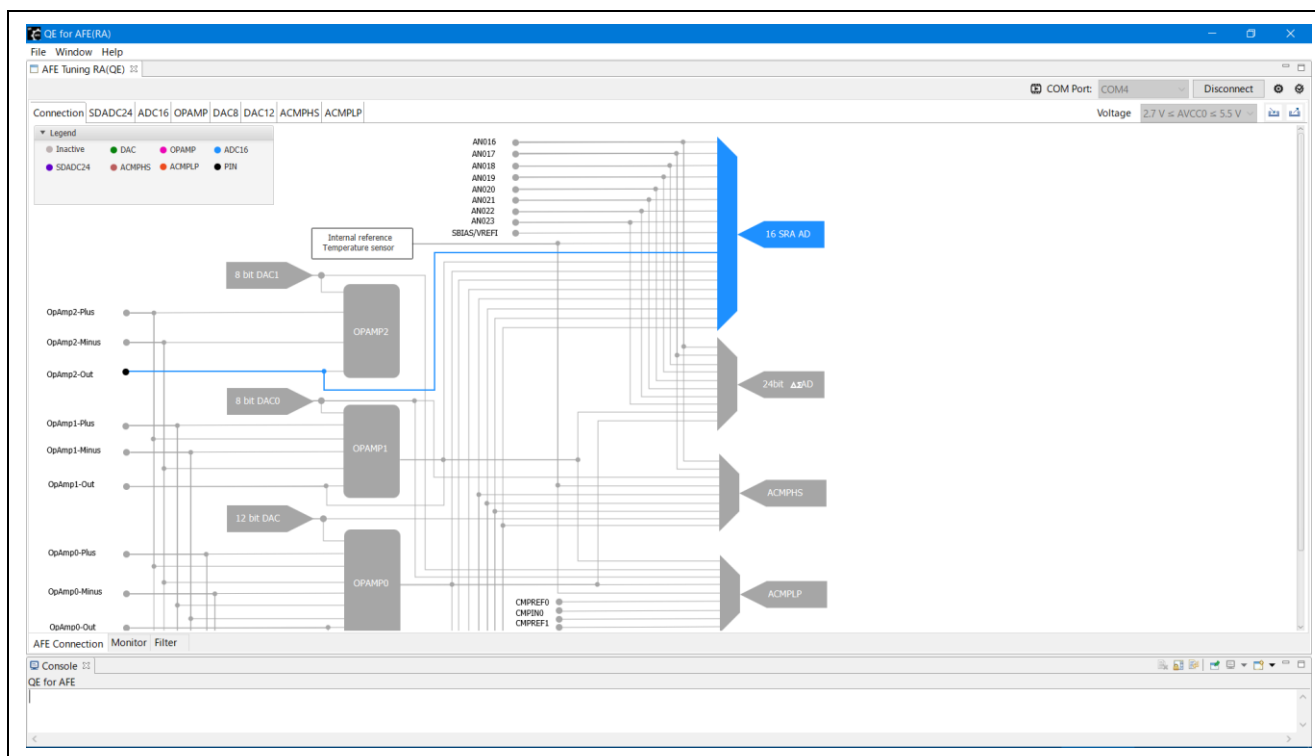 QE for AFE(RA)
File Window Help
AFE Tuning RA(QE)
COM Port: COM4 Disconnect
Connection SDADC24 ADC16 OPAMP DAC8 DAC12 ACMPHS ACMPLP
Voltage 2.7 V ≤ AVCC0 ≤ 5.5 V
Legend
Inactive DAC OPAMP ADC16
SDADC24 ACMPHS ACMPLP PIN
AN016
AN017
AN018
AN019
AN020
AN021
AN022
AN023
SBIAS/VREFI
16 SRA AD
Internal reference
Temperature sensor
8 bit DAC1
OpAmp2-Plus
OPAMP2
OpAmp2-Minus
OpAmp2-Out
24bit ΔΣAD
8 bit DAC0
OpAmp1-Plus
OPAMP1
OpAmp1-Minus
OpAmp1-Out
ACMPHS
12 bit DAC
OpAmp0-Plus
OPAMP0
OpAmp0-Minus
ACMPLP
CMPREF0
CMPIN0
CMPREF1
OpAmp0-Out
AFE Connection Monitor Filter
Console
QE for AFE